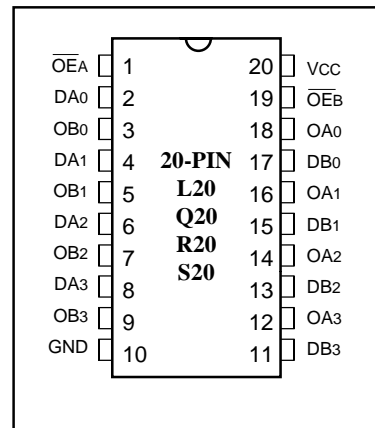 O̅E̅A 1 20 VCC
DA0 2 19 O̅E̅B
OB0 3 18 OA0
DA1 4 20-PIN 17 DB0
OB1 5 L20 16 OA1
DA2 6 Q20 15 DB1
OB2 7 R20 14 OA2
DA3 8 S20 13 DB2
OB3 9 12 OA3
GND 10 11 DB3